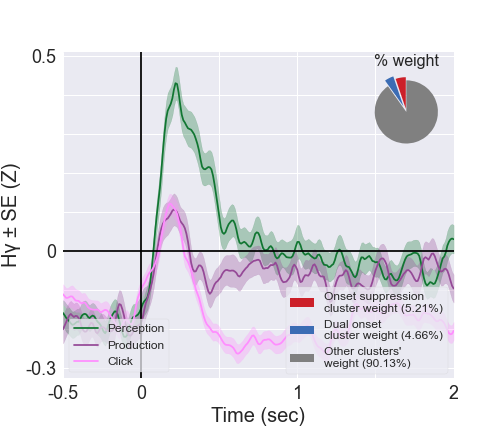 % weight
0.5
0
-0.3
Hγ ± SE (Z)
Perception
Production
Click
Onset suppression
cluster weight (5.21%)
Dual onset
cluster weight (4.66%)
Other clusters'
weight (90.13%)
-0.5
0
1
2
Time (sec)